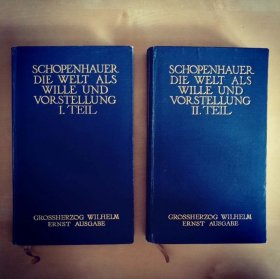 SCHOPENHAUER
DIE WELT ALS
WILLE UND
VORSTELLUNG
I. TEIL
GROSSHERZOG WILHELM
ERNST AUSGABE
SCHOPENHAUER
DIE WELT ALS
WILLE UND
VORSTELLUNG
II. TEIL
GROSSHERZOG WILHELM
ERNST AUSGABE